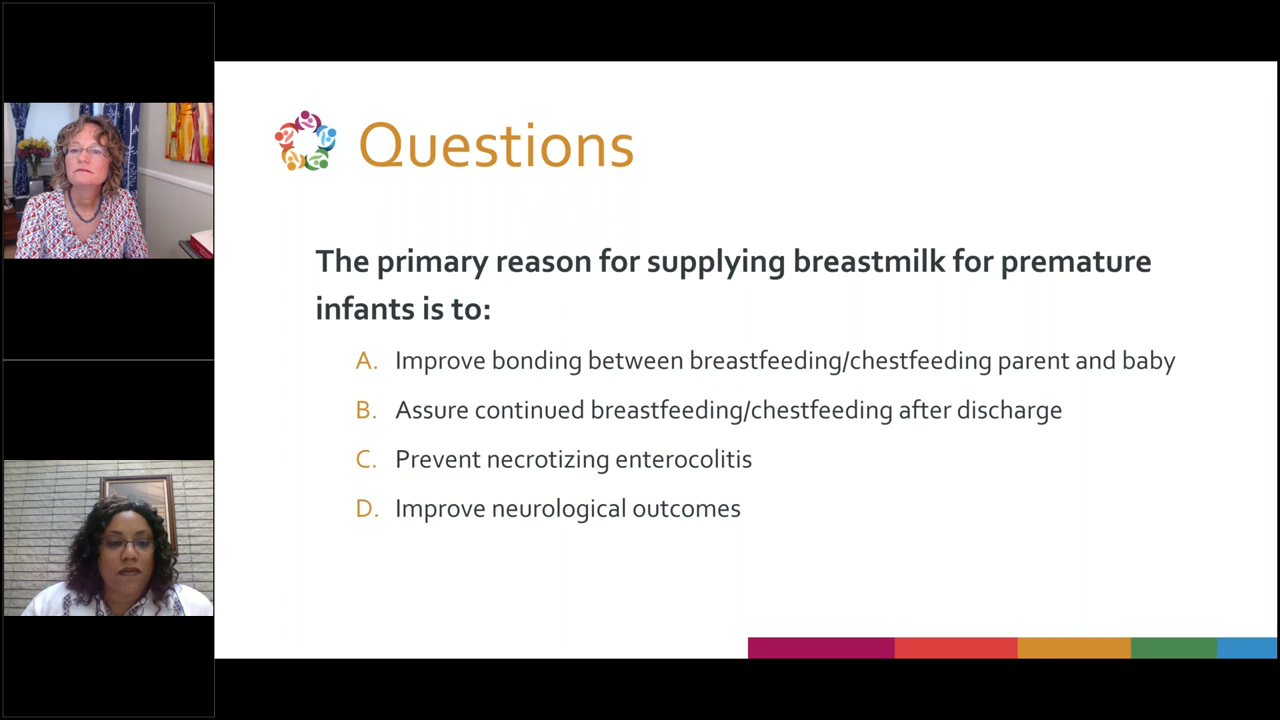 Questions
The primary reason for supplying breastmilk for premature
infants is to:
A. Improve bonding between breastfeeding/chestfeeding parent and baby
B. Assure continued breastfeeding/chestfeeding after discharge
C. Prevent necrotizing enterocolitis
D. Improve neurological outcomes